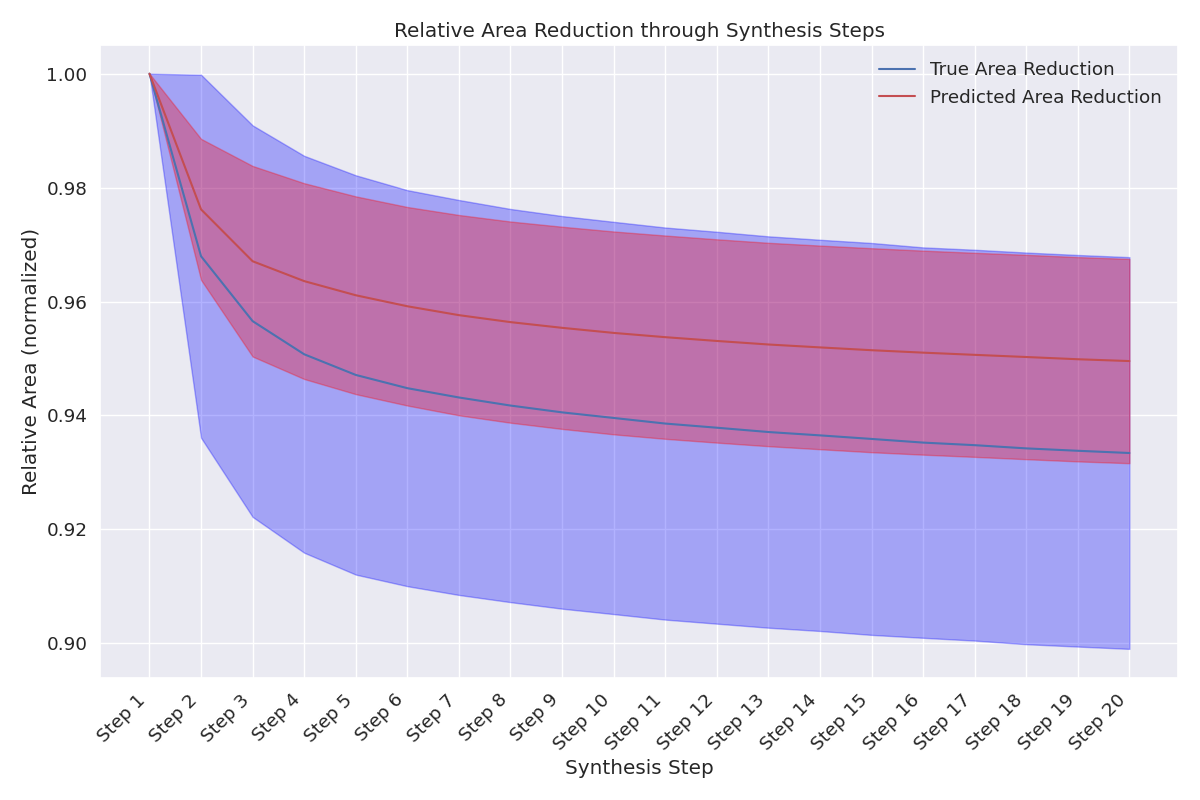 Relative Area Reduction through Synthesis Steps
True Area Reduction
Predicted Area Reduction
Relative Area (normalized)
1.00
0.98
0.96
0.94
0.92
0.90
Step 1
Step 2
Step 3
Step 4
Step 5
Step 6
Step 7
Step 8
Step 9
Step 10
Step 11
Step 12
Step 13
Step 14
Step 15
Step 16
Step 17
Step 18
Step 19
Step 20
Synthesis Step